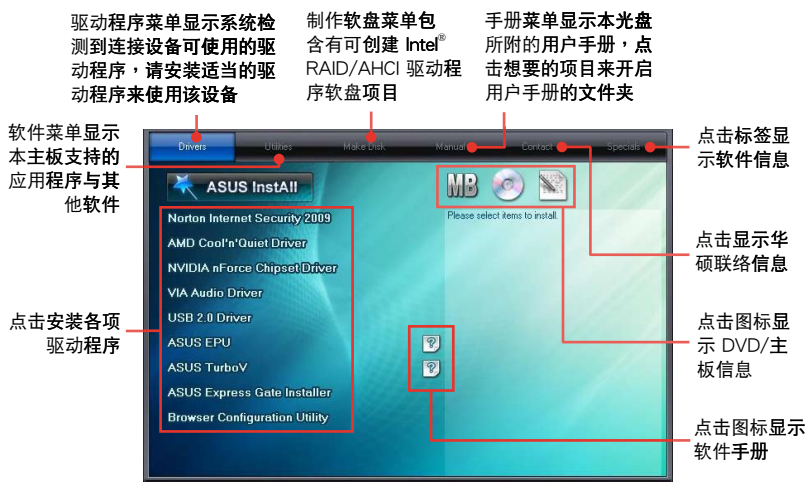 驱动程序菜单显示系统检
测到连接设备可使用的驱
动程序，请安装适当的驱
动程序来使用该设备
制作软盘菜单包
含有可创建 Intel®
RAID/AHCI 驱动程
序软盘项目
手册菜单显示本光盘
所附的用户手册，点
击想要的项目来开启
用户手册的文件夹
软件菜单显示
本主板支持的
应用程序与其
他软件
点击安装各项
驱动程序
Drivers
Utilities
Make Disk
Manual
Contact
Specials
ASUS InstAll
MB
Please select items to install.
Norton Internet Security 2009
AMD Cool'n'Quiet Driver
NVIDIA nForce Chipset Driver
VIA Audio Driver
USB 2.0 Driver
ASUS EPU
?
ASUS TurboV
?
ASUS Express Gate Installer
Browser Configuration Utility
点击标签显
示软件信息
点击显示华
硕联络信息
点击图标显
示 DVD/主
板信息
点击图标显示
软件手册